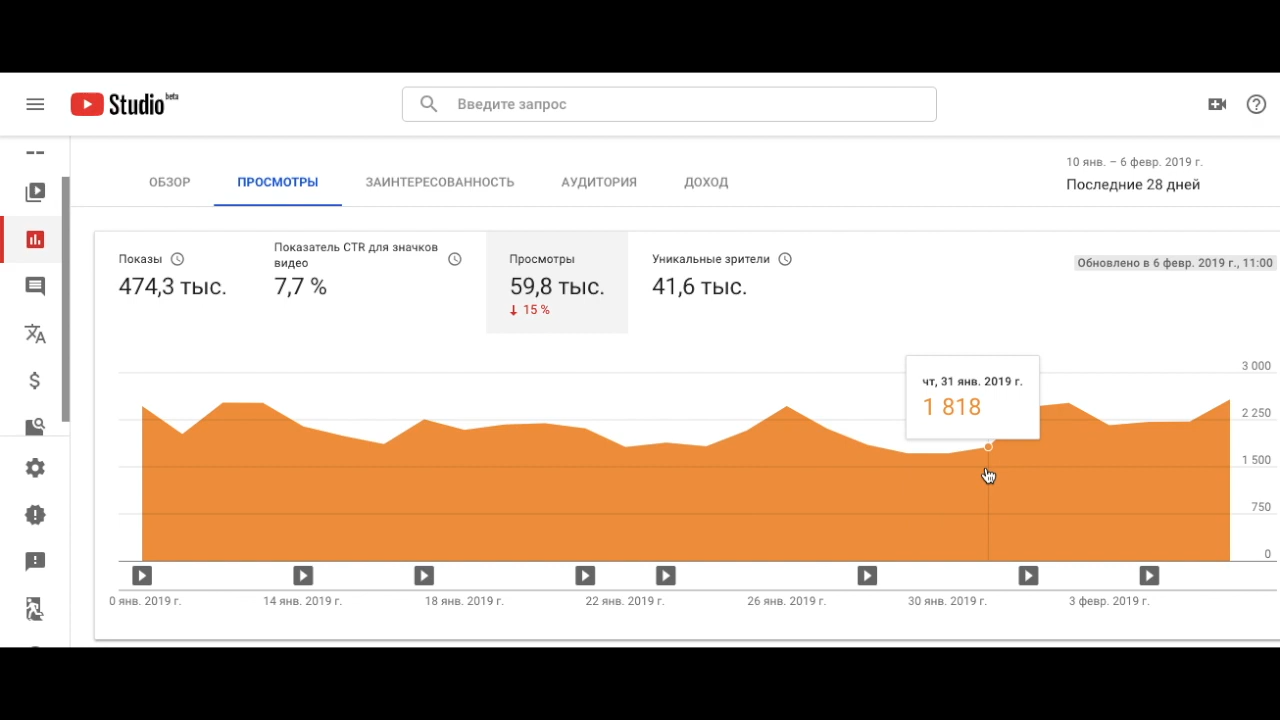 Studio beta
Введите запрос
10 янв. – 6 февр. 2019 г.
Последние 28 дней
ОБЗОР
ПРОСМОТРЫ
ЗАИНТЕРЕСОВАННОСТЬ
АУДИТОРИЯ
ДОХОД
Показы
474,3 тыс.
Показатель CTR для значков
видео
7,7 %
Просмотры
59,8 тыс.
↓ 15 %
Уникальные зрители
41,6 тыс.
Обновлено в 6 февр. 2019 г., 11:00
чт, 31 янв. 2019 г.
1 818
3 000
2 250
1 500
750
0
0 янв. 2019 г.
14 янв. 2019 г.
18 янв. 2019 г.
22 янв. 2019 г.
26 янв. 2019 г.
30 янв. 2019 г.
3 февр. 2019 г.